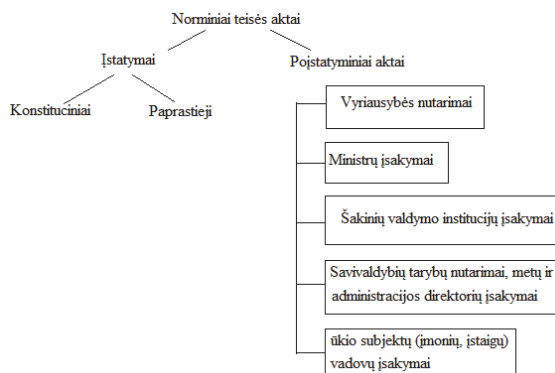 Norminiai teisės aktai
Įstatymai
Poįstatyminiai aktai
Konstituciniai
Paprastieji
Vyriausybės nutarimai
Ministrų įsakymai
Šakinių valdymo institucijų įsakymai
Savivaldybių tarybų nutarimai, metų ir
administracijos direktorių įsakymai
ūkio subjektų (įmonių, įstaigų)
vadovų įsakymai